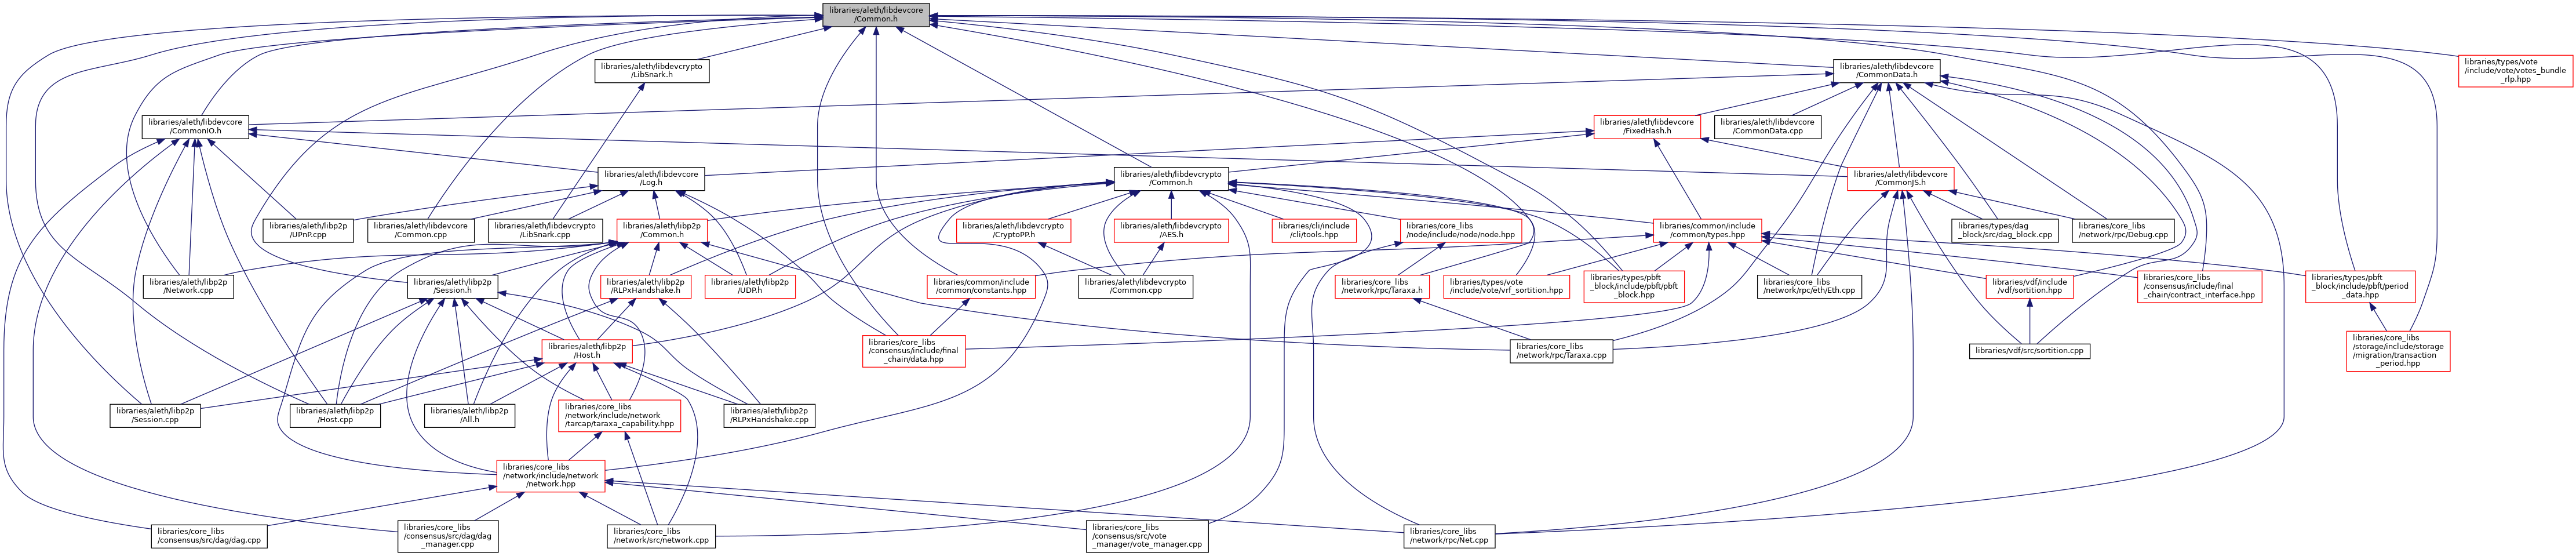 libraries/aleth/libdevcore
/Common.h
libraries/aleth/libdevcrypto
/LibSnark.h
libraries/aleth/libdevcore
/CommonData.h
libraries/types/vote
/include/vote/votes_bundle
_rlp.hpp
libraries/aleth/libdevcore
/CommonIO.h
libraries/aleth/libdevcore
/FixedHash.h
libraries/aleth/libdevcore
/CommonData.cpp
libraries/aleth/libdevcore
/Log.h
libraries/aleth/libdevcrypto
/Common.h
libraries/aleth/libdevcore
/CommonJS.h
libraries/aleth/libp2p
/UPnP.cpp
libraries/aleth/libdevcore
/Common.cpp
libraries/aleth/libdevcrypto
/LibSnark.cpp
libraries/aleth/libp2p
/Common.h
libraries/aleth/libdevcrypto
/CryptoPP.h
libraries/aleth/libdevcrypto
/AES.h
libraries/cli/include
/cli/tools.hpp
libraries/core_libs
/node/include/node/node.hpp
libraries/common/include
/common/types.hpp
libraries/types/dag
_block/src/dag_block.cpp
libraries/core_libs
/network/rpc/Debug.cpp
libraries/aleth/libp2p
/Network.cpp
libraries/aleth/libp2p
/Session.h
libraries/aleth/libp2p
/RLPxHandshake.h
libraries/aleth/libp2p
/UDP.h
libraries/common/include
/common/constants.hpp
libraries/aleth/libdevcrypto
/Common.cpp
libraries/core_libs
/network/rpc/Taraxa.h
libraries/types/vote
/include/vote/vrf_sortition.hpp
libraries/types/pbft
_block/include/pbft/pbft
_block.hpp
libraries/core_libs
/network/rpc/eth/Eth.cpp
libraries/vdf/include
/vdf/sortition.hpp
libraries/core_libs
/consensus/include/final
_chain/contract_interface.hpp
libraries/types/pbft
_block/include/pbft/period
_data.hpp
libraries/aleth/libp2p
/Host.h
libraries/core_libs
/consensus/include/final
_chain/data.hpp
libraries/core_libs
/network/rpc/Taraxa.cpp
libraries/vdf/src/sortition.cpp
libraries/core_libs
/storage/include/storage
/migration/transaction
_period.hpp
libraries/aleth/libp2p
/Session.cpp
libraries/aleth/libp2p
/Host.cpp
libraries/aleth/libp2p
/All.h
libraries/core_libs
/network/include/network
/tarcap/taraxa_capability.hpp
libraries/aleth/libp2p
/RLPxHandshake.cpp
libraries/core_libs
/network/include/network
/network.hpp
libraries/core_libs
/consensus/src/dag/dag.cpp
libraries/core_libs
/consensus/src/dag/dag
_manager.cpp
libraries/core_libs
/network/src/network.cpp
libraries/core_libs
/consensus/src/vote
_manager/vote_manager.cpp
libraries/core_libs
/network/rpc/Net.cpp